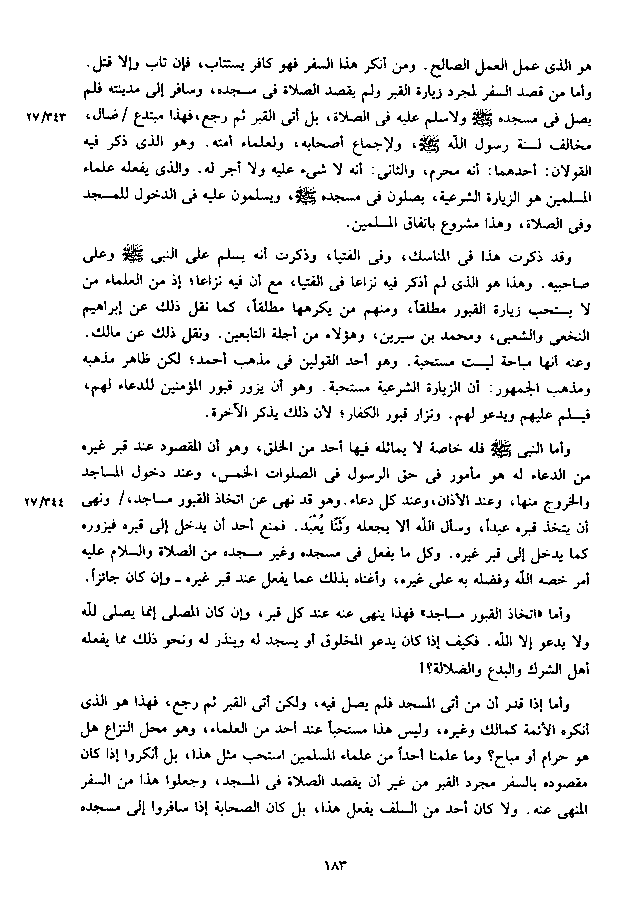 هو الذى عمل العمل الصالح. ومن أنكر هذا السفر فهو كافر يستتاب، فإن تاب وإلا قتل.
وأما من قصد السفر لمجرد زيارة القبر ولم يقصد الصلاة فى مسجده، وسافر إلى مدينته فلم
٢٧/٣٤٣ يصل فى مسجده ﷺ ولاسلم عليه فى الصلاة، بل أتى القبر ثم رجع، فهذا مبتدع / ضال،
مخالف لسنة رسول الله ﷺ، ولإجماع أصحابه، ولعلماء أمته. وهو الذى ذكر فيه
القولان: أحدهما: أنه محرم، والثانى: أنه لا شىء عليه ولا أجر له. والذى يفعله علماء
المسلمين هو الزيارة الشرعية، يصلون فى مسجده ﷺ، ويسلمون عليه فى الدخول للمسجد
وفى الصلاة، وهذا مشروع باتفاق المسلمين.
وقد ذكرت هذا فى المناسك، وفى الفتيا، وذكرت أنه يسلم على النبي ﷺ وعلى
صاحبيه. وهذا هو الذى لم أذكر فيه نزاعا فى الفتيا، مع أن فيه نزاعا؛ إذ من العلماء من
لا يستحب زيارة القبور مطلقاً، ومنهم من يكرهها مطلقاً، كما نقل ذلك عن إبراهيم
النخعى والشعبى، ومحمد بن سيرين، وهؤلاء من أجلة التابعين. ونقل ذلك عن مالك.
وعنه أنها مباحة ليست مستحبة. وهو أحد القولين فى مذهب أحمد؛ لكن ظاهر مذهبه
ومذهب الجمهور: أن الزيارة الشرعية مستحبة. وهو أن يزور قبور المؤمنين للدعاء لهم،
فيسلم عليهم ويدعو لهم. وتزار قبور الكفار؛ لأن ذلك يذكر الآخرة.
وأما النبي ﷺ فله خاصة لا يماثله فيها أحد من الخلق، وهو أن المقصود عند قبر غيره
من الدعاء له هو مأمور فى حق الرسول فى الصلوات الخمس، وعند دخول المساجد
٢٧/٣٤٤ والخروج منها، وعند الأذان، وعند كل دعاء. وهو قد نهى عن اتخاذ القبور مساجد، / ونهى
أن يتخذ قبره عيداً، وسأل الله ألا يجعله وَثَنًا يُعْبَد. فمنع أحد أن يدخل إلى قبره فيزوره
كما يدخل إلى قبر غيره. وكل ما يفعل فى مسجده وغير مسجده من الصلاة والسلام عليه
أمر خصه الله وفضله به على غيره، وأغناه بذلك عما يفعل عند قبر غيره ـ وإن كان جائزاً.
وأما «اتخاذ القبور مساجد» فهذا ينهى عنه عند كل قبر، وإن كان المصلى إنما يصلى لله
ولا يدعو إلا الله. فكيف إذا كان يدعو المخلوق أو يسجد له وينذر له ونحو ذلك مما يفعله
أهل الشرك والبدع والضلالة؟!
وأما إذا قدر أن من أتى المسجد فلم يصل فيه، ولكن أتى القبر ثم رجع، فهذا هو الذى
أنكره الأئمة كمالك وغيره، وليس هذا مستحباً عند أحد من العلماء، وهو محل النزاع هل
هو حرام أو مباح؟ وما علمنا أحداً من علماء المسلمين استحب مثل هذا، بل أنكروا إذا كان
مقصوده بالسفر مجرد القبر من غير أن يقصد الصلاة فى المسجد، وجعلوا هذا من السفر
المنهى عنه. ولا كان أحد من السلف يفعل هذا، بل كان الصحابة إذا سافروا إلى مسجده
١٨٣